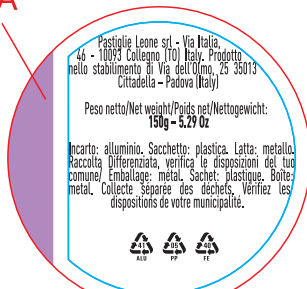 A
Pastiglie Leone srl - Via Italia,
46 - 10093 Collegno (TO) Italy. Prodotto
nello stabilimento di Via dell'Olmo, 25 35013
Cittadella – Padova (Italy)
Peso netto/Net weight/Poids net/Nettogewicht:
150g – 5.29 Oz
Incarto: alluminio. Sacchetto: plastica. Latta: metallo.
Raccolta Differenziata, verifica le disposizioni del tuo
comune/ Emballage: métal. Sachet: plastique. Boîte:
metal. Collecte séparée des déchets. Vérifiez les
dispositions de votre municipalité.
41 05 40
ALU PP FE